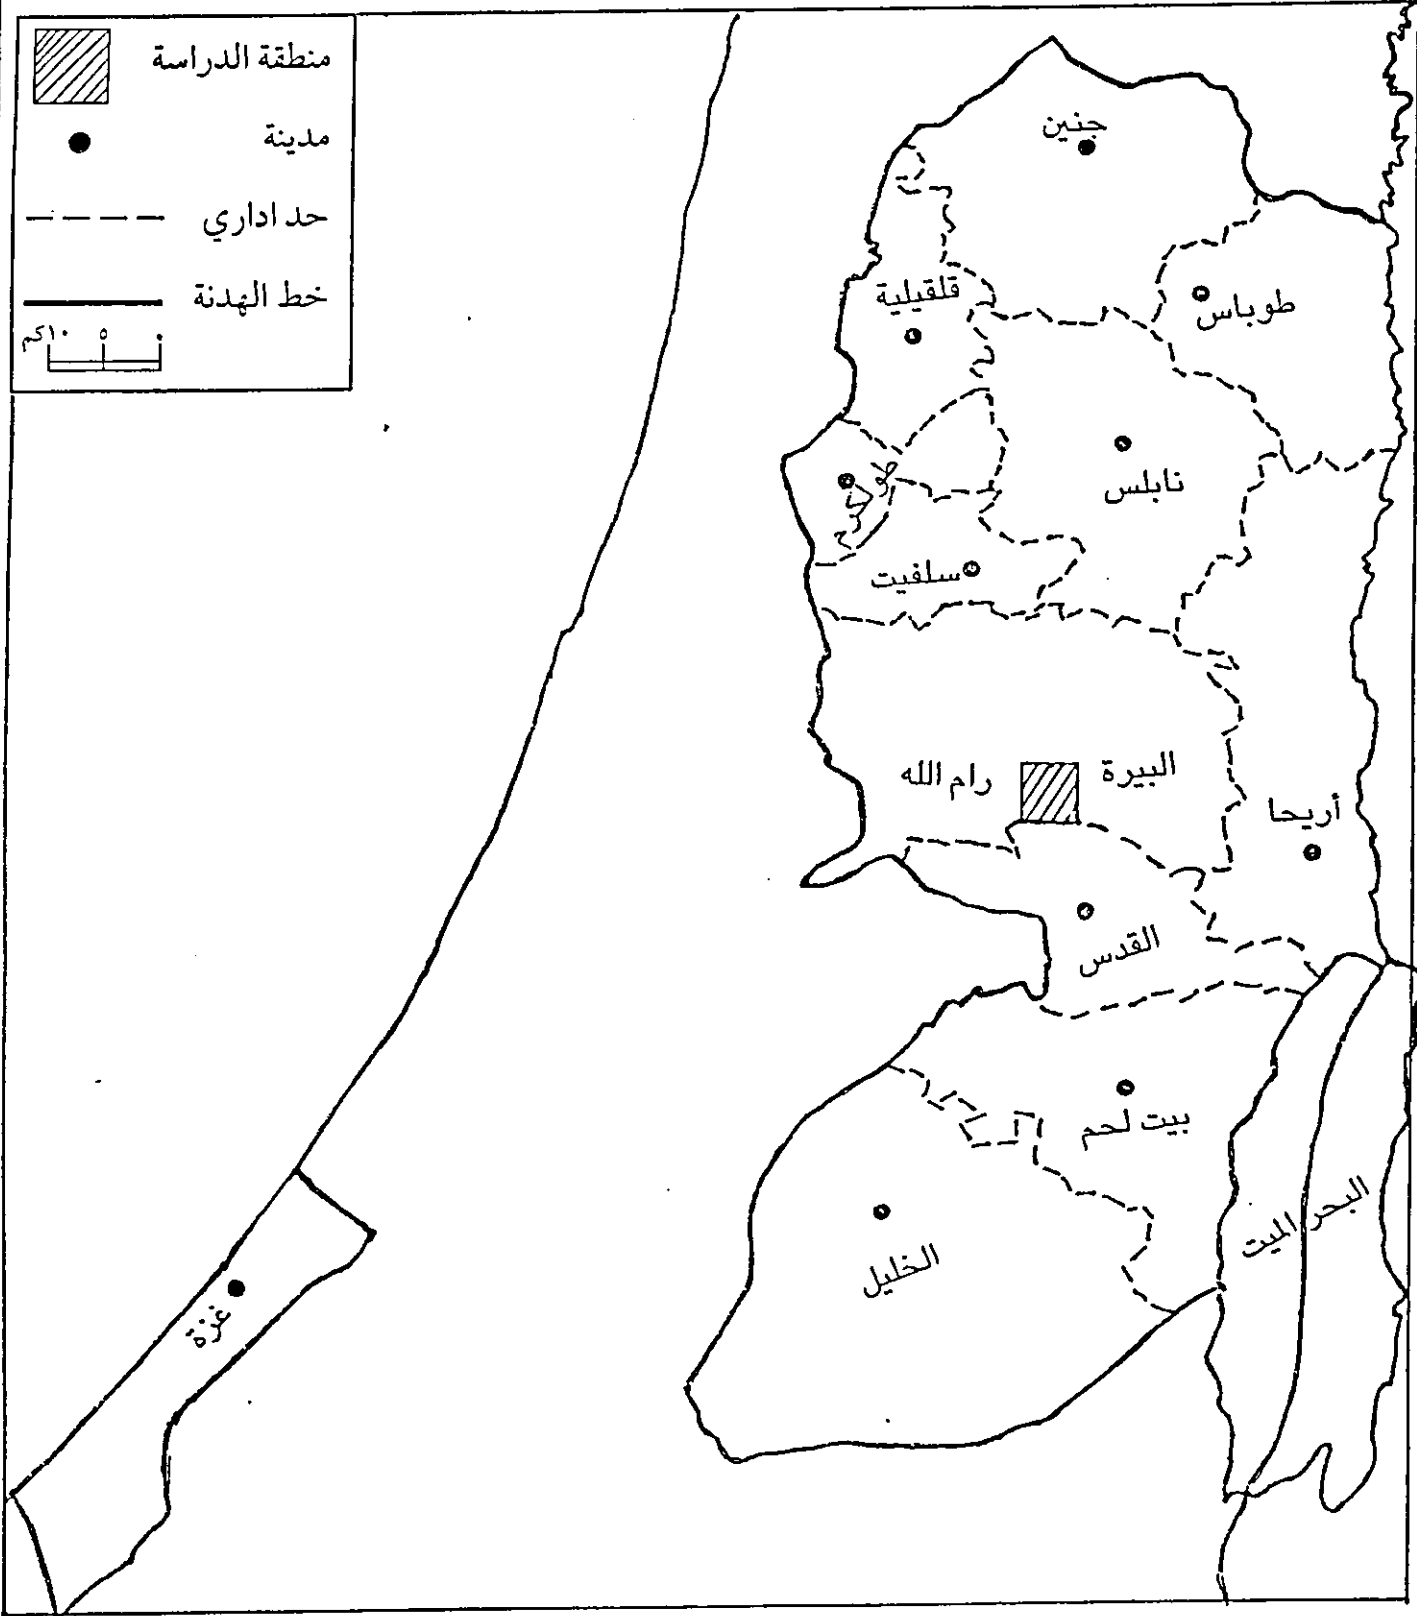 منطقة الدراسة
مدينة
حد اداري
خط الهدنة
١٠كم ٥ ٠
جنين
طوباس
قلقيلية
نابلس
طولكرم
سلفيت
رام الله
البيرة
أريحا
القدس
بيت لحم
البحر الميت
الخليل
غزة